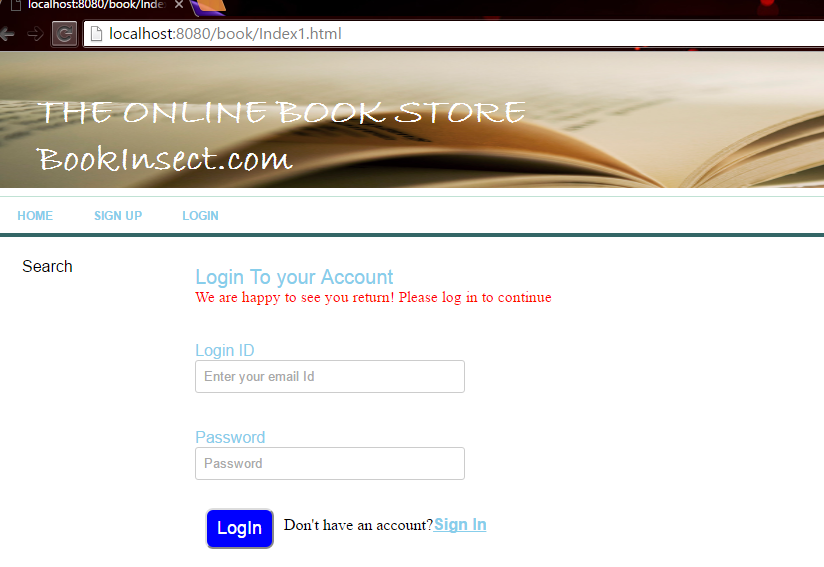 localhost:8080/book/Inde
localhost:8080/book/Index1.html
THE ONLINE BOOK STORE
BookInsect.com
HOME SIGN UP LOGIN
Search
Login To your Account
We are happy to see you return! Please log in to continue
Login ID
Enter your email Id
Password
Password
LogIn Don't have an account?Sign In